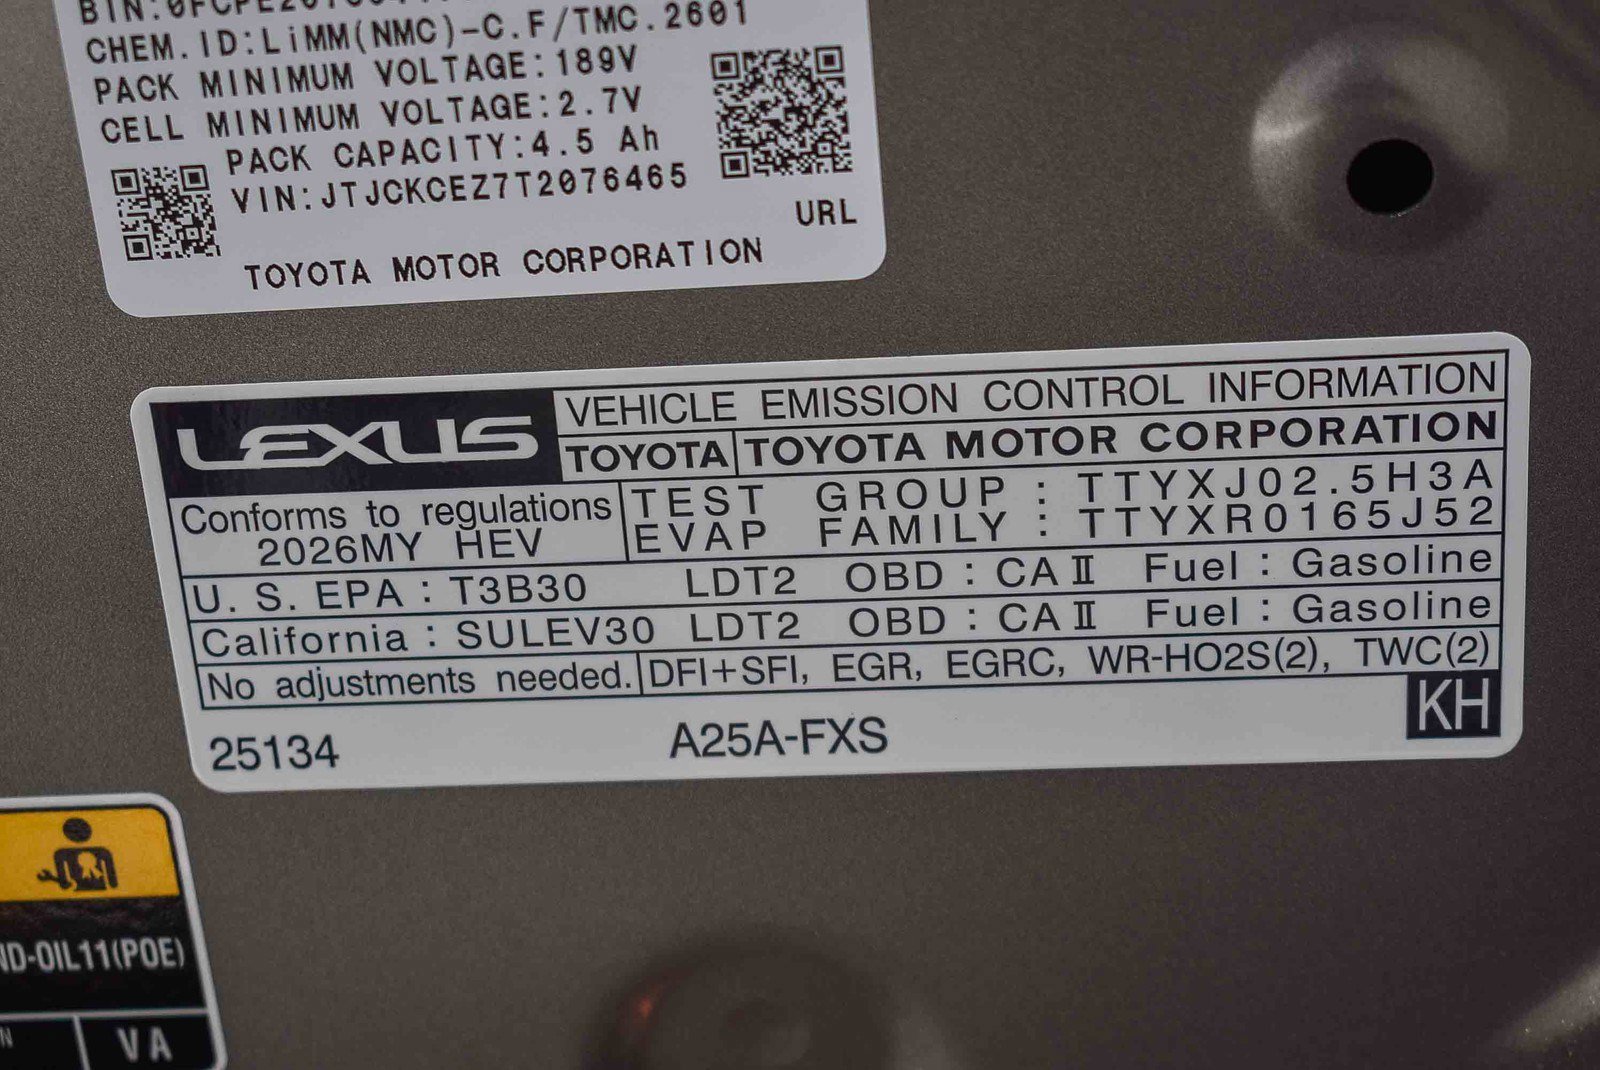 CHEM.ID:LiMM(NMC)-C.F/TMC.2601
PACK MINIMUM VOLTAGE:189V
CELL MINIMUM VOLTAGE:2.7V
PACK CAPACITY:4.5 Ah
VIN:JTJCKCEZ7T2076465
URL
TOYOTA MOTOR CORPORATION
LEXUS
VEHICLE EMISSION CONTROL INFORMATION
TOYOTA TOYOTA MOTOR CORPORATION
Conforms to regulations
2026MY HEV
TEST GROUP : TTYXJ02.5H3A
EVAP FAMILY : TTYXR0165J52
U. S. EPA : T3B30 LDT2 OBD : CA II Fuel : Gasoline
California : SULEV30 LDT2 OBD : CA II Fuel : Gasoline
No adjustments needed. DFI+SFI, EGR, EGRC, WR-HO2S(2), TWC(2)
KH
25134 A25A-FXS
ND-OIL11(POE)
VA